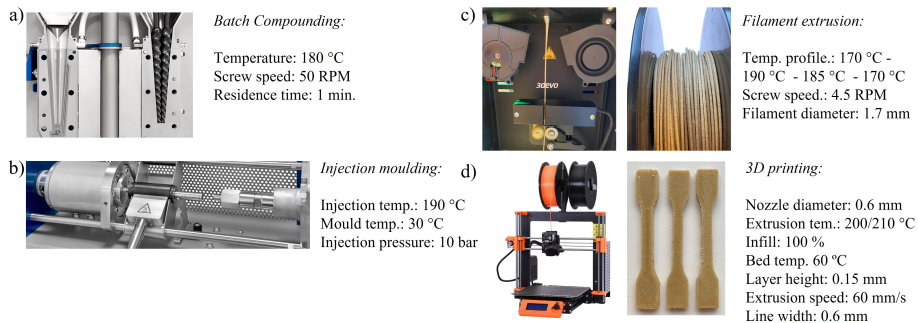 a)
Batch Compounding:
Temperature: 180 °C
Screw speed: 50 RPM
Residence time: 1 min.
b)
Injection moulding:
Injection temp.: 190 °C
Mould temp.: 30 °C
Injection pressure: 10 bar
c)
3DEVO
Filament extrusion:
Temp. profile.: 170 °C -
190 °C - 185 °C - 170 °C
Screw speed.: 4.5 RPM
Filament diameter: 1.7 mm
d)
3D printing:
Nozzle diameter: 0.6 mm
Extrusion tem.: 200/210 °C
Infill: 100 %
Bed temp. 60 ºC
Layer height: 0.15 mm
Extrusion speed: 60 mm/s
Line width: 0.6 mm